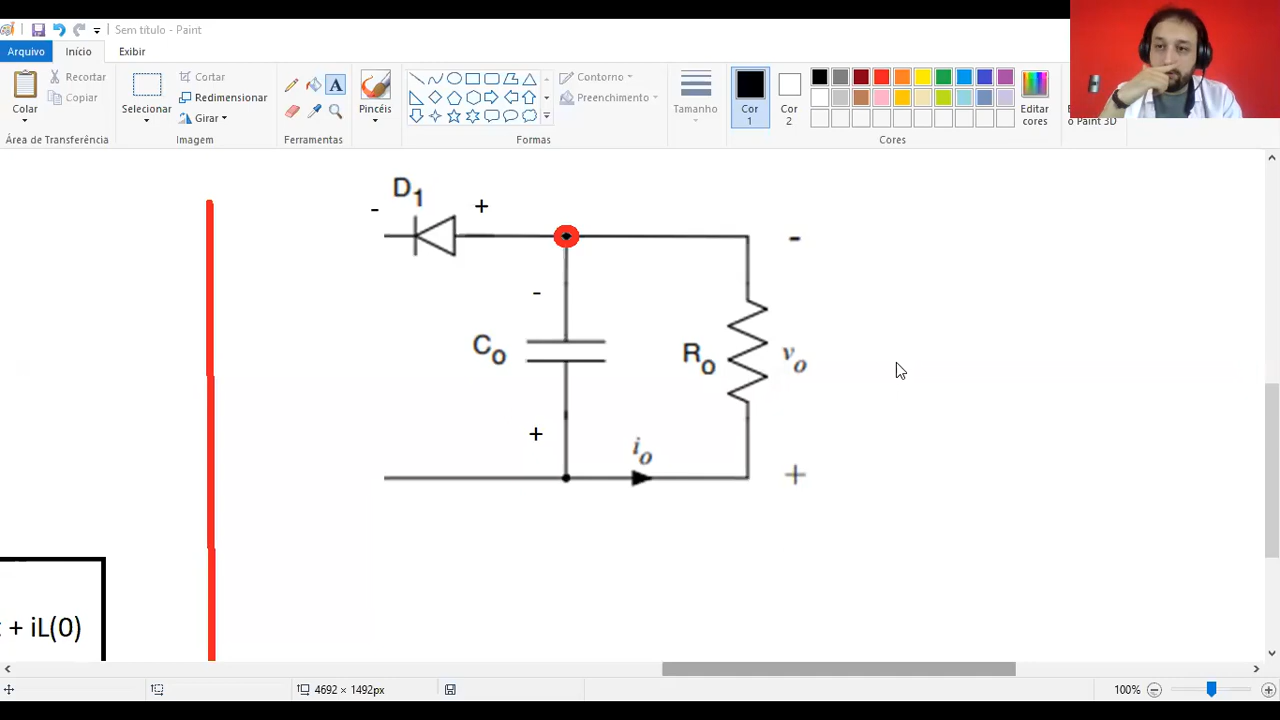 Sem título - Paint
Arquivo
Início
Exibir
Colar
Recortar
Copiar
Área de Transferência
Selecionar
Cortar
Redimensionar
Girar
Imagem
Ferramentas
Pincéis
Contorno
Preenchimento
Formas
Tamanho
Cor 1
Cor 2
Editar cores
o Paint 3D
Cores
D1
- +
-
-
Co
Ro
vo
+
io
+
+ iL(0)
4692 × 1492px
100%